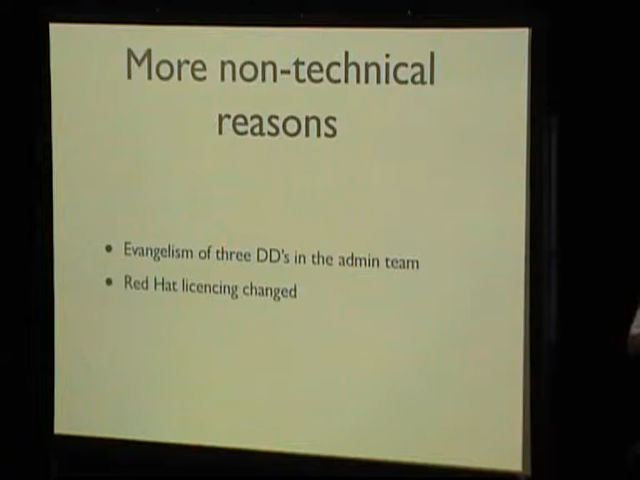 More non-technical
reasons
• Evangelism of three DD's in the admin team
• Red Hat licencing changed